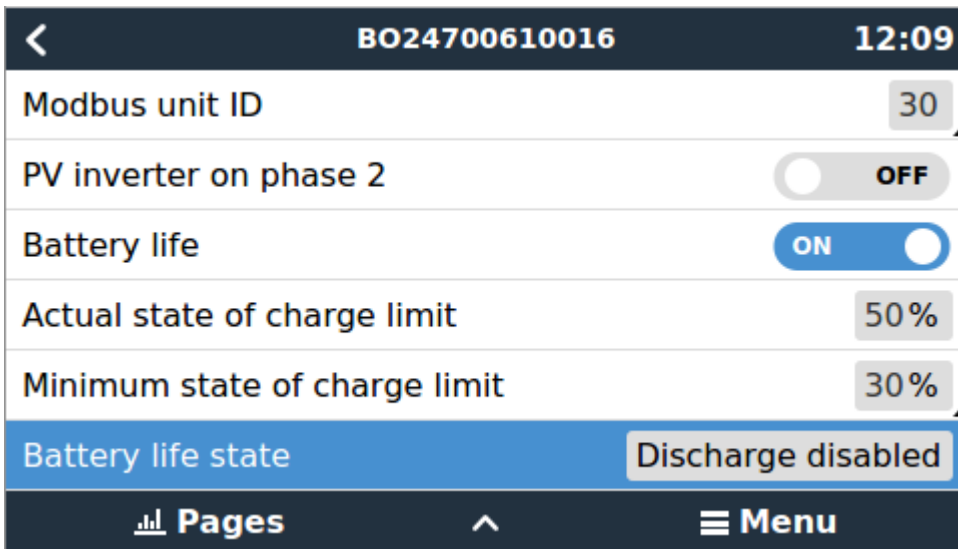 BO24700610016 12:09
Modbus unit ID 30
PV inverter on phase 2 OFF
Battery life ON
Actual state of charge limit 50%
Minimum state of charge limit 30%
Battery life state Discharge disabled
Pages Menu